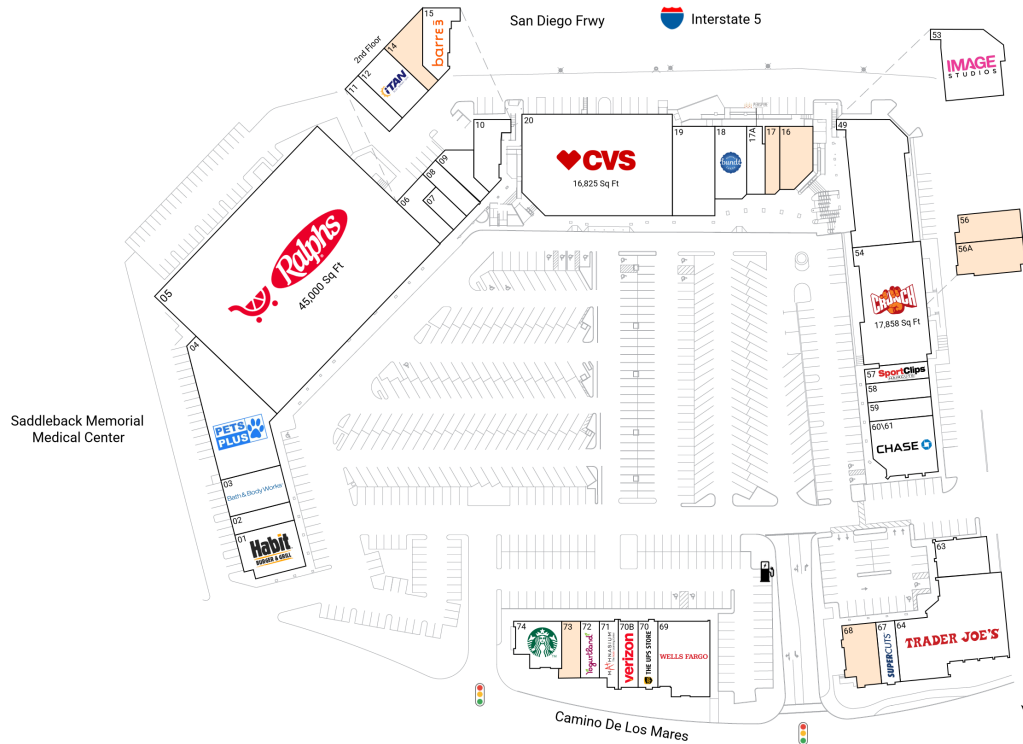 San Diego Frwy
Interstate 5
2nd Floor
11
12
14
15
iTAN
barre3
53
IMAGE
STUDIOS
05
Ralphs
45,000 Sq Ft
06
07
08
09
10
20
CVS
16,825 Sq Ft
19
18
bundt
17A
17
16
49
54
CRUNCH
17,858 Sq Ft
56
56A
57
SportClips
HAIRCUTS
58
59
60\61
CHASE
04
PETS
PLUS
03
Bath & Body Works
02
01
Habit
BURGER & GRILL
Saddleback Memorial
Medical Center
74
73
72
Yogurtland
71
MATHNASIUM
70B
verizon
70
THE UPS STORE
69
WELLS FARGO
63
68
67
SUPERCUTS
64
TRADER JOE'S
Camino De Los Mares